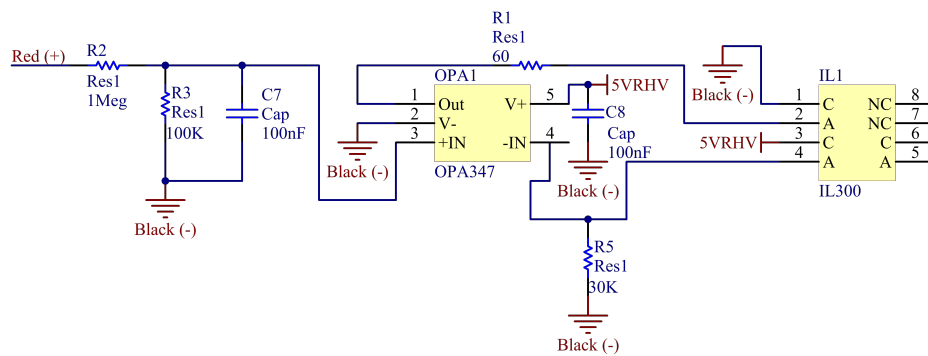 Red (+)
R2
Res1
1Meg
R3
Res1
100K
C7
Cap
100nF
Black (-)
R1
Res1
60
OPA1
1 Out V+ 5
2 V-
3 +IN -IN 4
OPA347
Black (-)
5VRHV
C8
Cap
100nF
Black (-)
R5
Res1
30K
Black (-)
Black (-)
5VRHV
IL1
1 C NC 8
2 A NC 7
3 C C 6
4 A A 5
IL300